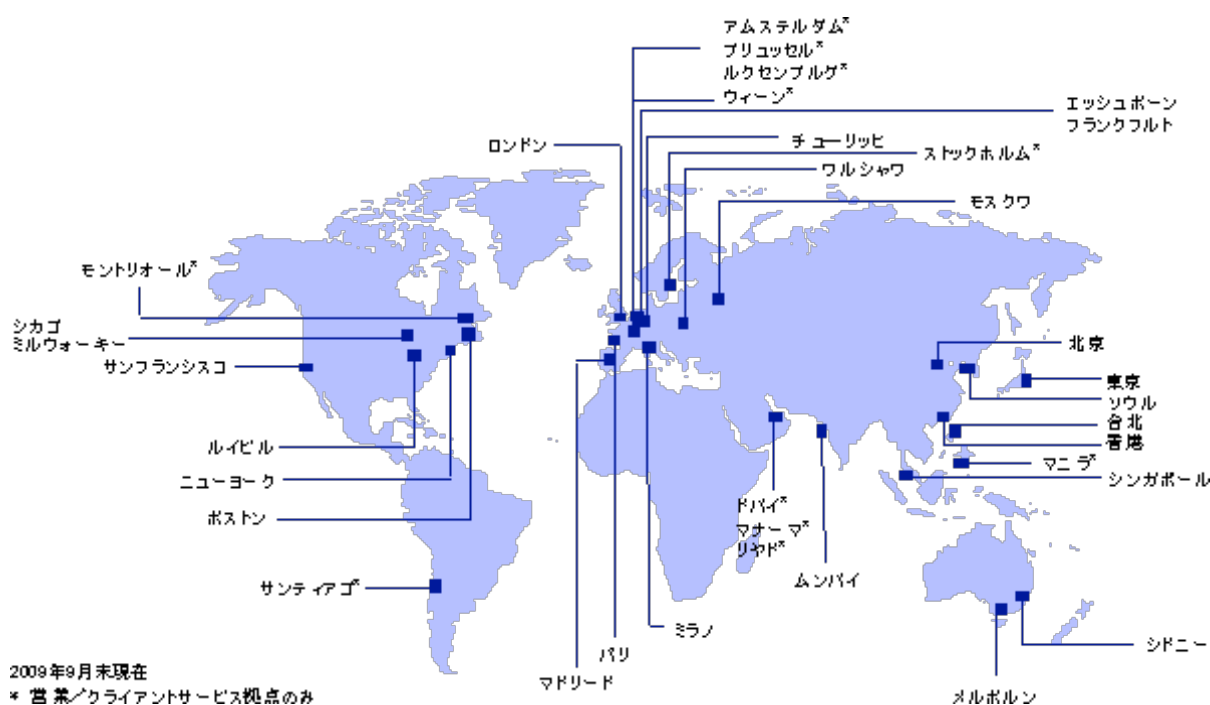 アムステルダム*
ブリュッセル*
ルクセンブルグ*
ウィーン*
エッシュボーン
フランクフルト
ロンドン
チューリッヒ
ストックホルム*
ワルシャワ
モスクワ
モントリオール*
シカゴ
ミルウォーキー
サンフランシスコ
北京
東京
ソウル
台北
香港
マニラ*
シンガポール
ルイビル
ニューヨーク
ボストン
ドバイ*
マナーマ*
リヤド*
ムンバイ
サンティアゴ*
ミラノ
パリ
マドリード
シドニー
メルボルン
2009年9月末現在
* 営業/クライアントサービス拠点のみ